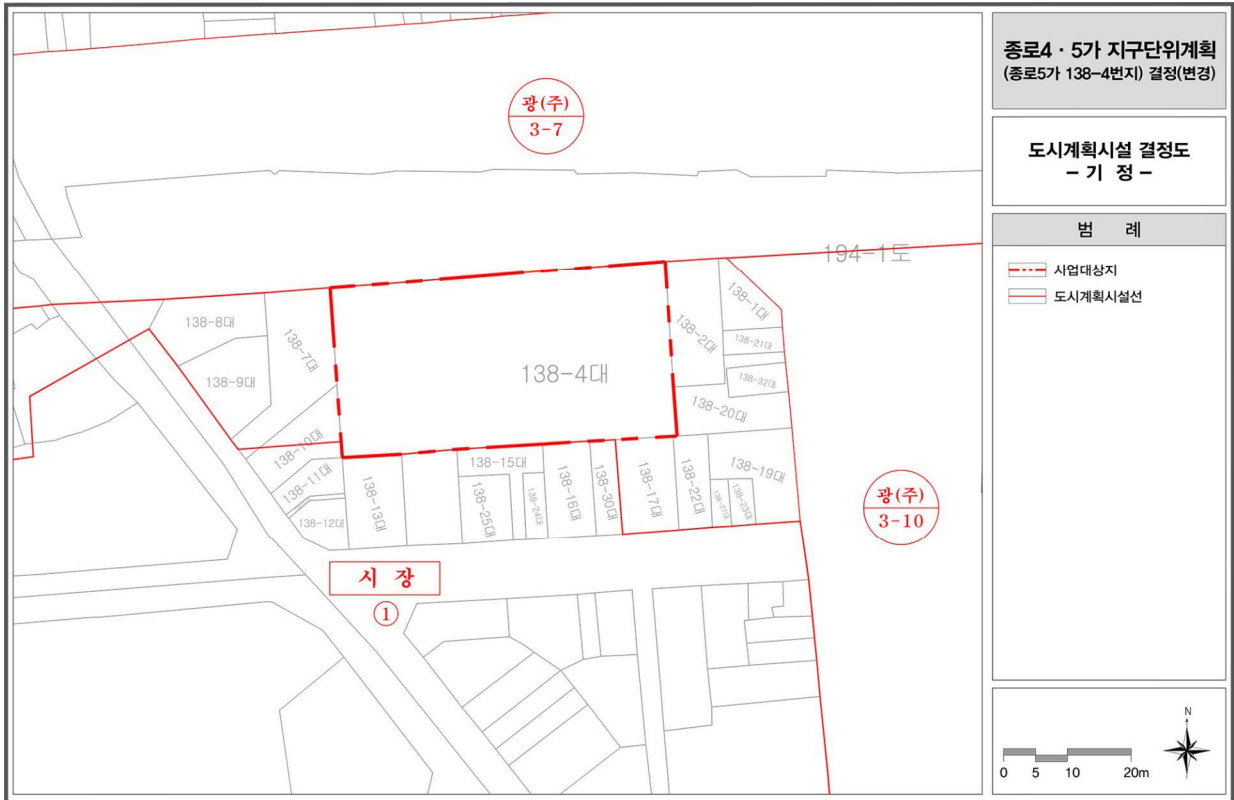 종로4 · 5가 지구단위계획
(종로5가 138-4번지) 결정(변경)
도시계획시설 결정도
- 기 정 -
범 례
사업대상지
도시계획시설선
0 5 10 20m
N
광(주)
3-7
194-1도
138-8대
138-7대
138-9대
138-4대
138-1대
138-2대
138-21대
138-32대
138-20대
138-10대
138-11대
138-12대
138-13대
138-15대
138-25대
138-24대
138-16대
138-30대
138-17대
138-22대
138-19대
138-27대
138-23대
광(주)
3-10
시 장
①